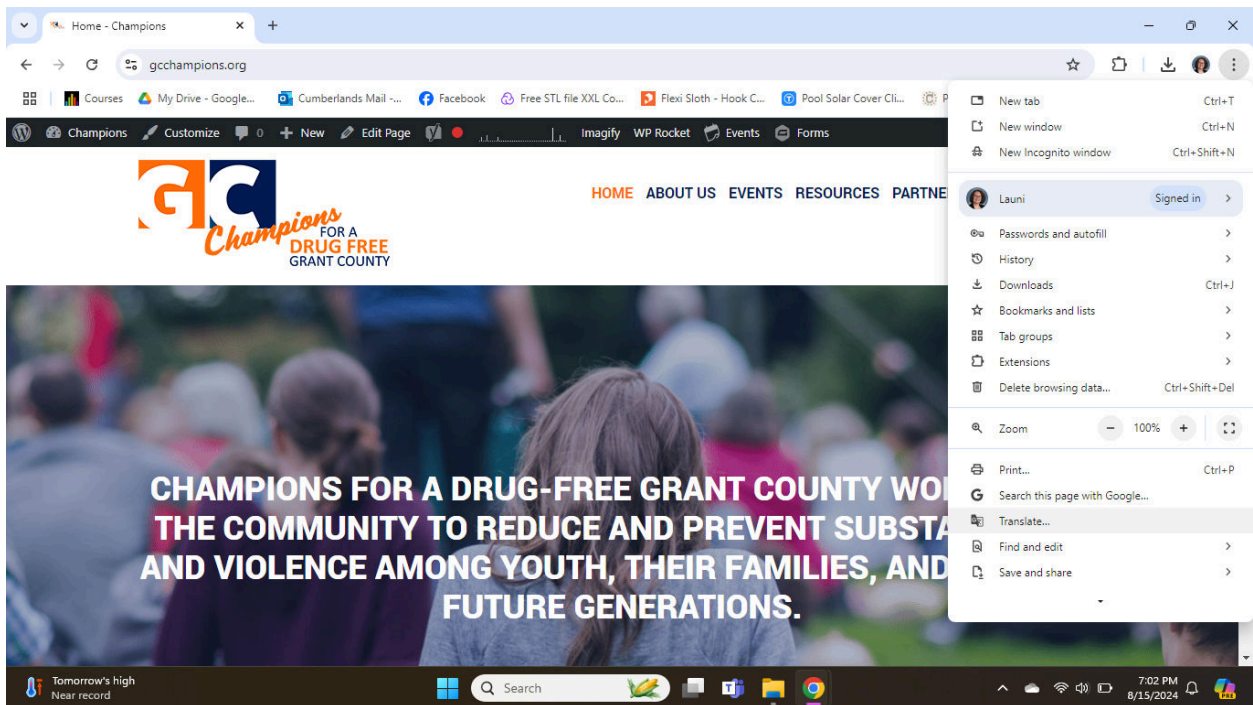 Home - Champions
gcchampions.org
Courses My Drive - Google... Cumberlands Mail -... Facebook Free STL file XXL Co... Flexi Sloth - Hook C... Pool Solar Cover Cli... P
Champions Customize 0 New Edit Page Imagify WP Rocket Events Forms
GC
Champions
FOR A
DRUG FREE
GRANT COUNTY
HOME ABOUT US EVENTS RESOURCES PARTNE
CHAMPIONS FOR A DRUG-FREE GRANT COUNTY WO
THE COMMUNITY TO REDUCE AND PREVENT SUBSTA
AND VIOLENCE AMONG YOUTH, THEIR FAMILIES, AND
FUTURE GENERATIONS.
New tab Ctrl+T
New window Ctrl+N
New Incognito window Ctrl+Shift+N
Launi Signed in
Passwords and autofill
History
Downloads Ctrl+J
Bookmarks and lists
Tab groups
Extensions
Delete browsing data... Ctrl+Shift+Del
Zoom - 100% +
Print... Ctrl+P
G Search this page with Google...
Translate...
Find and edit
Save and share
Tomorrow's high
Near record
Search
7:02 PM
8/15/2024
PRE